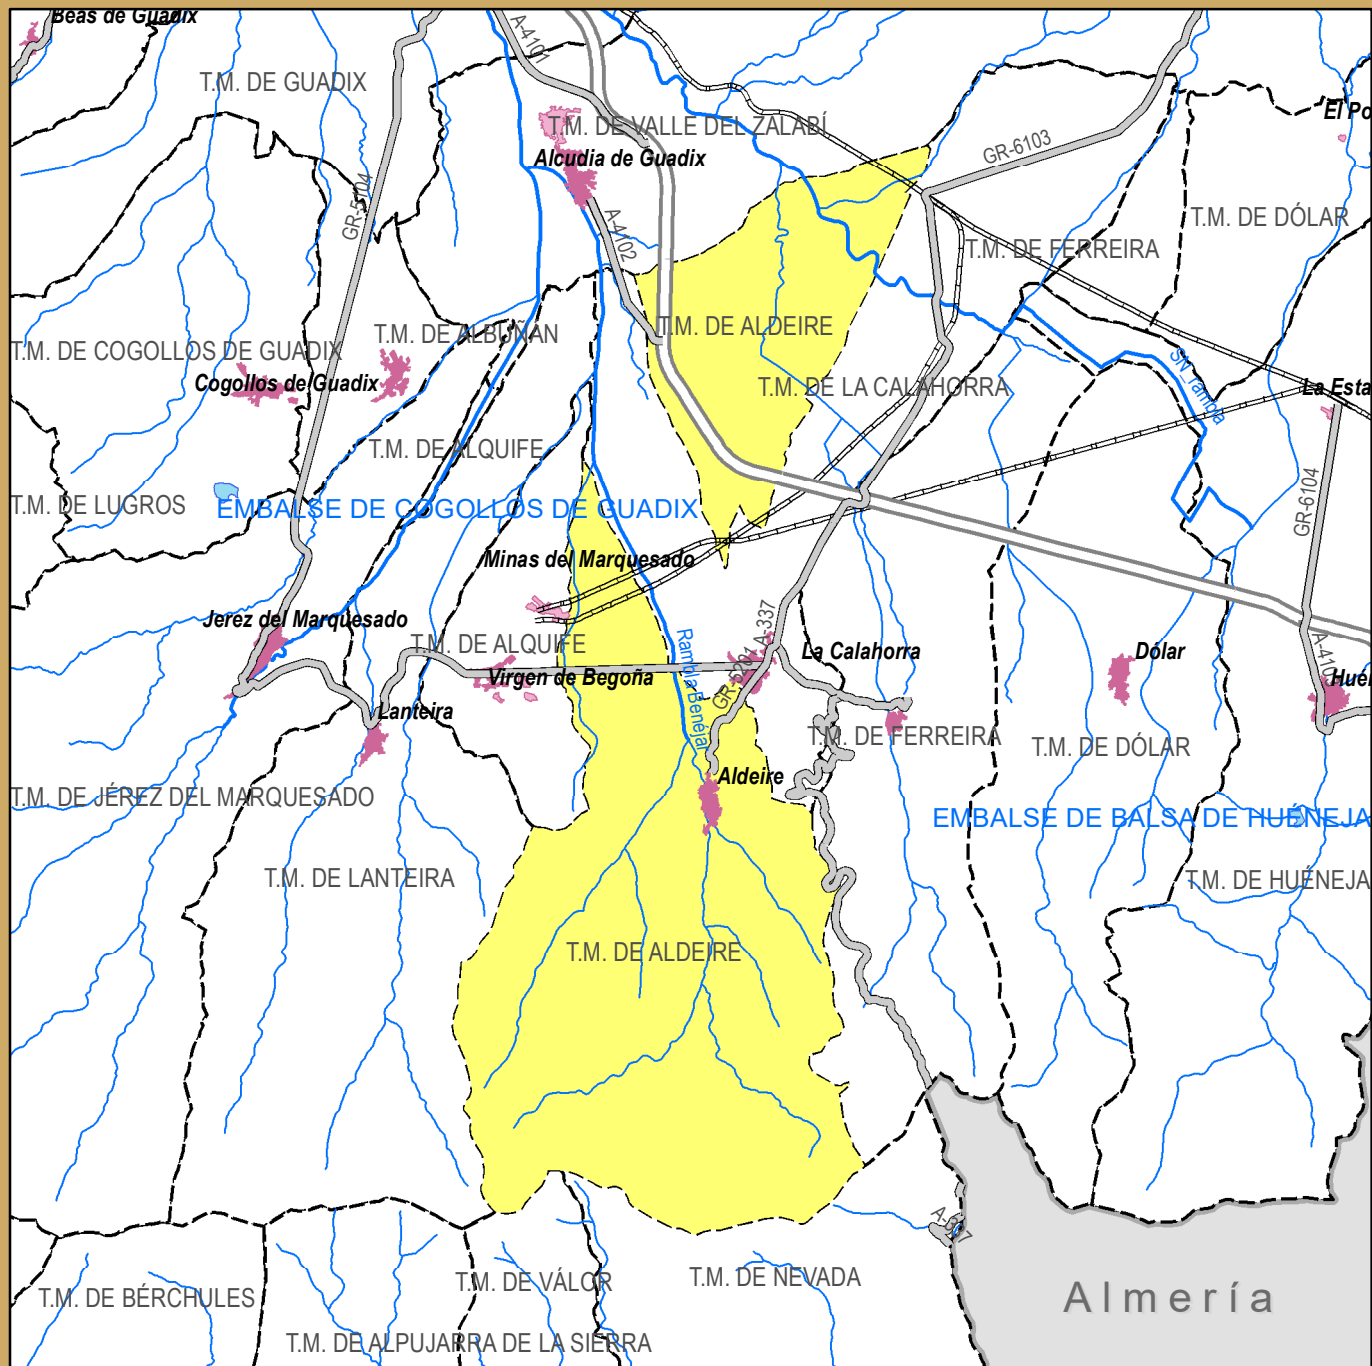 Beas de Guadix
A-4101
T.M. DE GUADIX
El Po
T.M. DE VALLE DEL ZALABÍ
GR-6103
Alcudia de Guadix
GR-5104
A-4102
T.M. DE DÓLAR
T.M. DE FERREIRA
T.M. DE ALDEIRE
T.M. DE ALBUÑÁN
T.M. DE COGOLLOS DE GUADIX
SN_rambla
Cogollos de Guadix
T.M. DE LA CALAHORRA
La Esta
T.M. DE ALQUIFE
T.M. DE LUGROS
EMBALSE DE COGOLLOS DE GUADIX
GR-6104
Minas del Marquesado
Jerez del Marquesado
A-337
T.M. DE ALQUIFE
Rambla Benéjar
La Calahorra
Dólar
Virgen de Begoña
GR-5201
Huén
Lanteira
T.M. DE FERREIRA
T.M. DE DÓLAR
Aldeire
T.M. DE JÉREZ DEL MARQUESADO
EMBALSE DE BALSA DE HUÉNEJA
T.M. DE LANTEIRA
T.M. DE HUÉNEJA
T.M. DE ALDEIRE
T.M. DE VÁLOR
T.M. DE NEVADA
T.M. DE BÉRCHULES
Almería
T.M. DE ALPUJARRA DE LA SIERRA